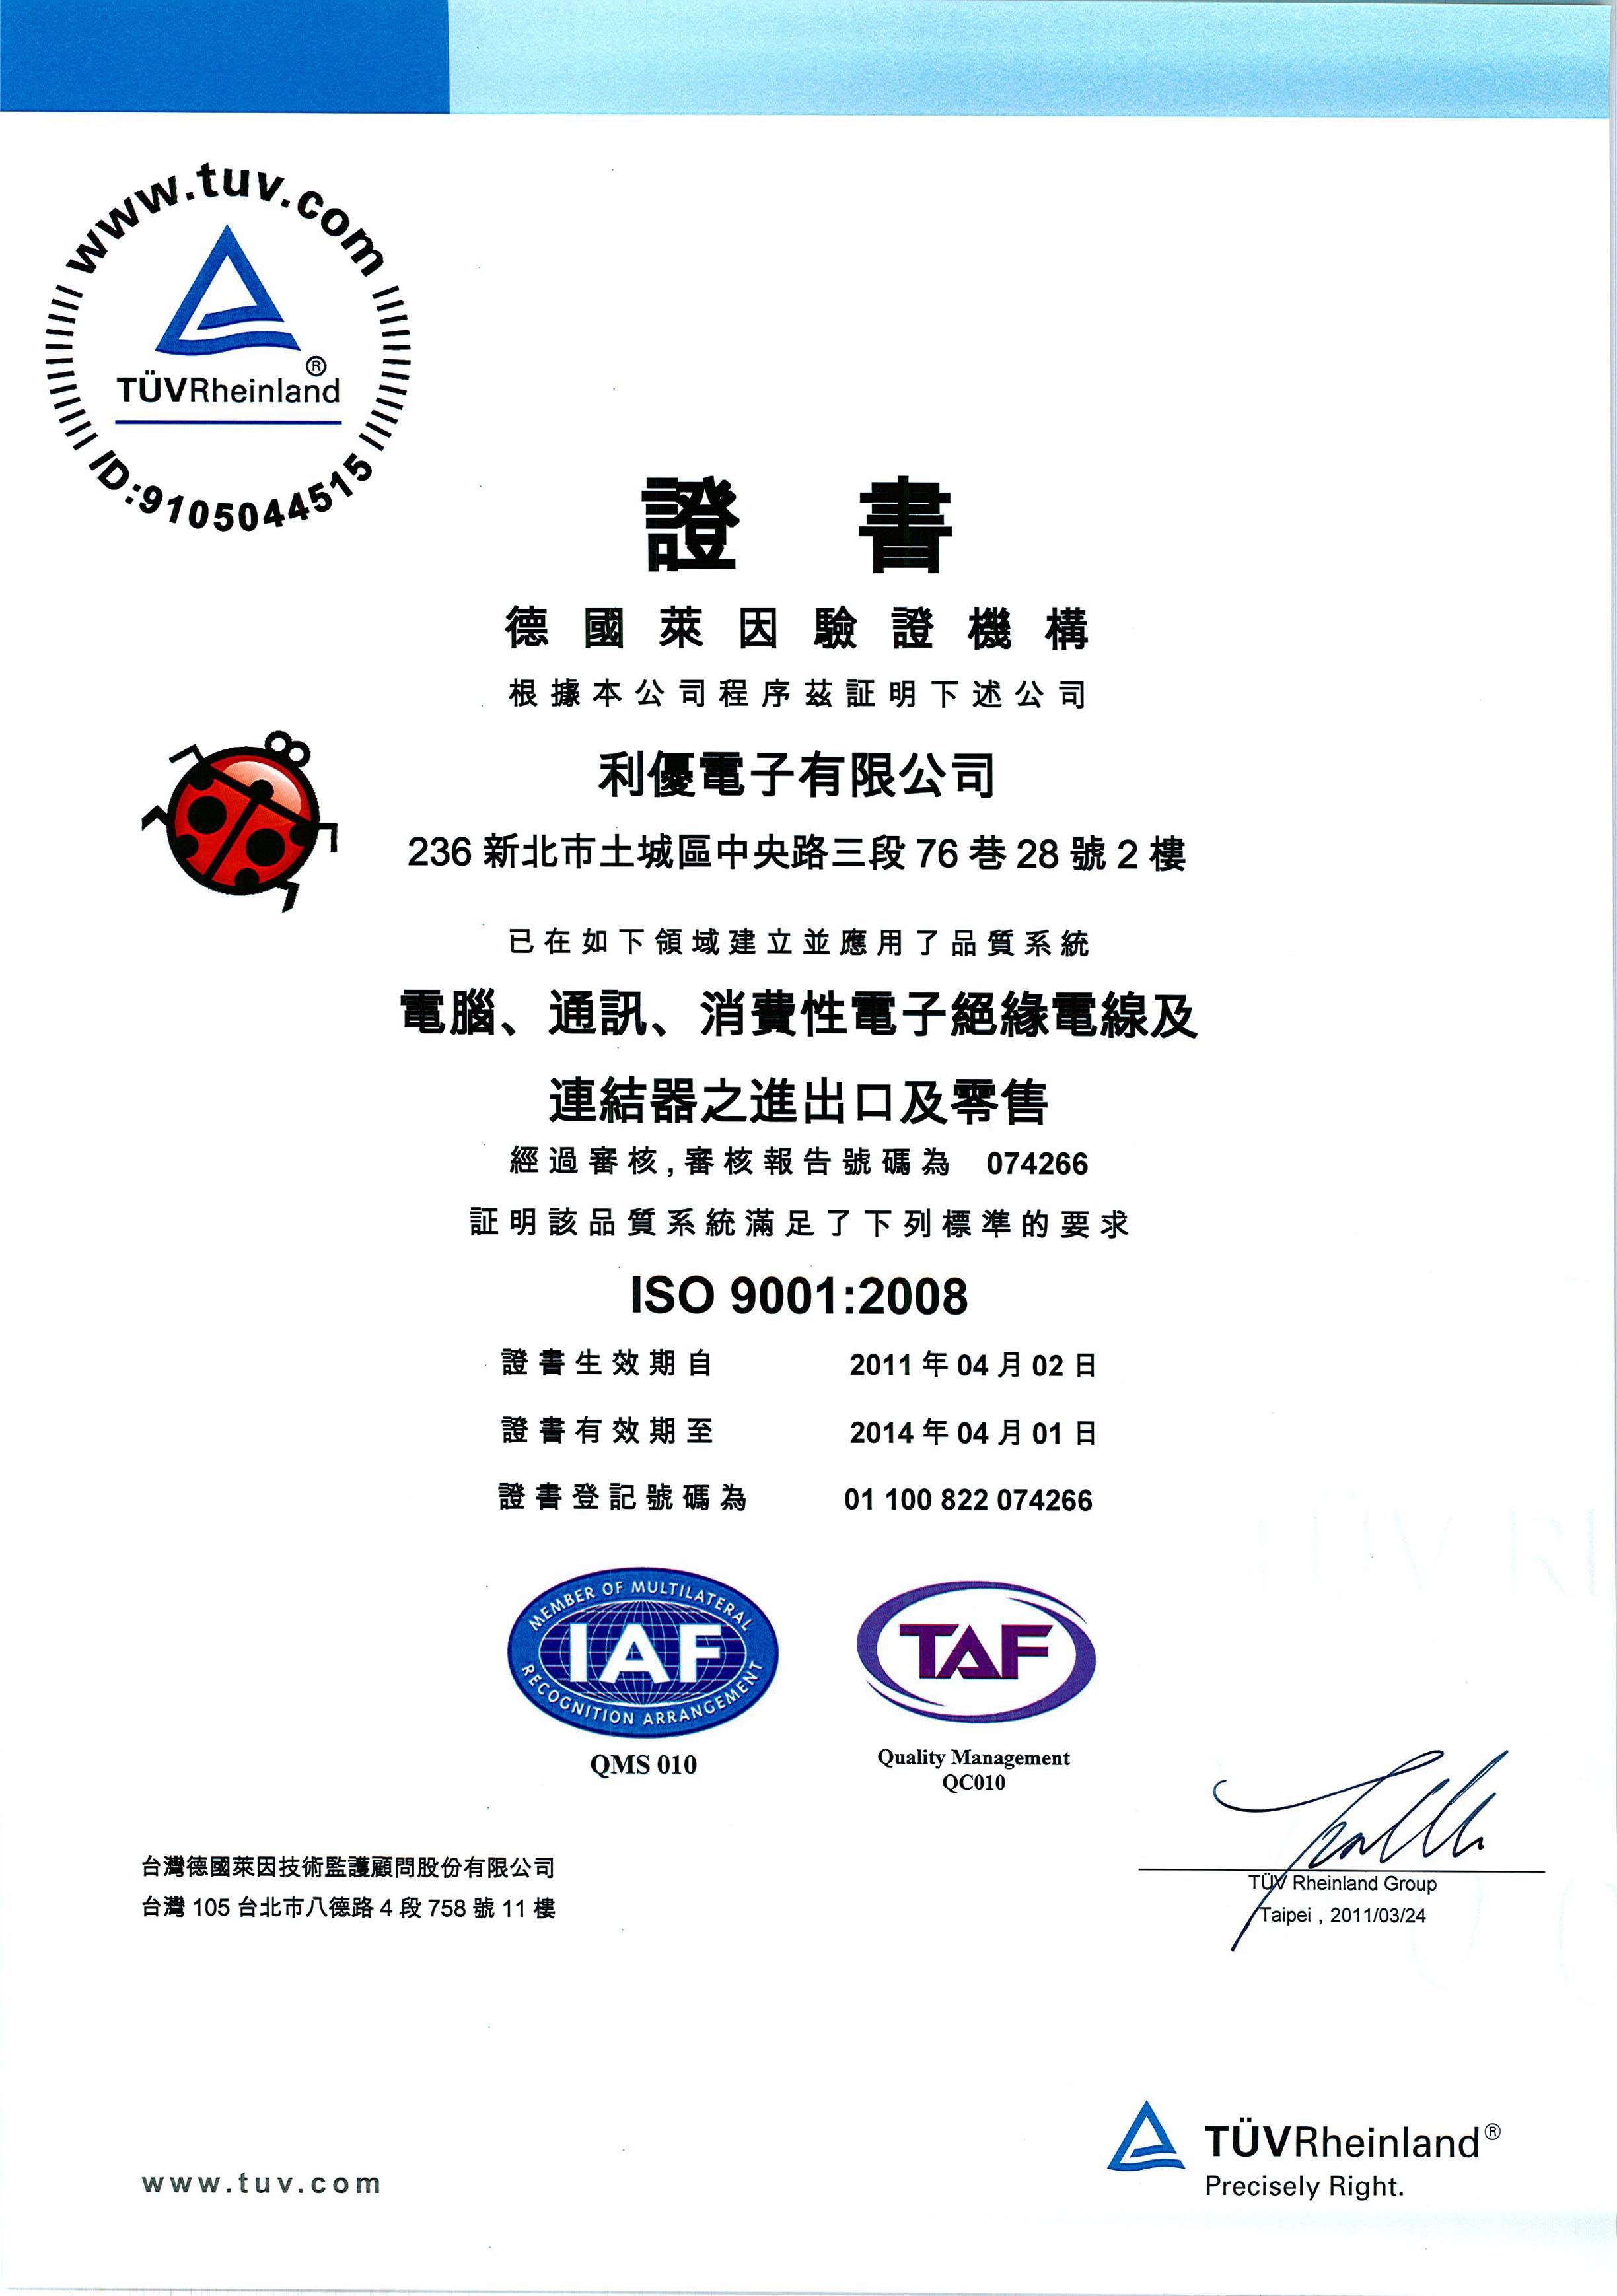 www.tuv.com
TÜVRheinland®
ID:9105044515
證書
德國萊因驗證機構
根據本公司程序茲証明下述公司
利優電子有限公司
236 新北市土城區中央路三段 76 巷 28 號 2 樓
已在如下領域建立並應用了品質系統
電腦、通訊、消費性電子絕緣電線及
連結器之進出口及零售
經過審核,審核報告號碼為 074266
証明該品質系統滿足了下列標準的要求
ISO 9001:2008
證書生效期自 2011 年 04 月 02 日
證書有效期至 2014 年 04 月 01 日
證書登記號碼為 01 100 822 074266
MEMBER OF MULTILATERAL
IAF
RECOGNITION ARRANGEMENT
QMS 010
TAF
Quality Management
QC010
台灣德國萊因技術監護顧問股份有限公司
台灣 105 台北市八德路 4 段 758 號 11 樓
TÜV Rheinland Group
Taipei , 2011/03/24
www.tuv.com
TÜVRheinland®
Precisely Right.